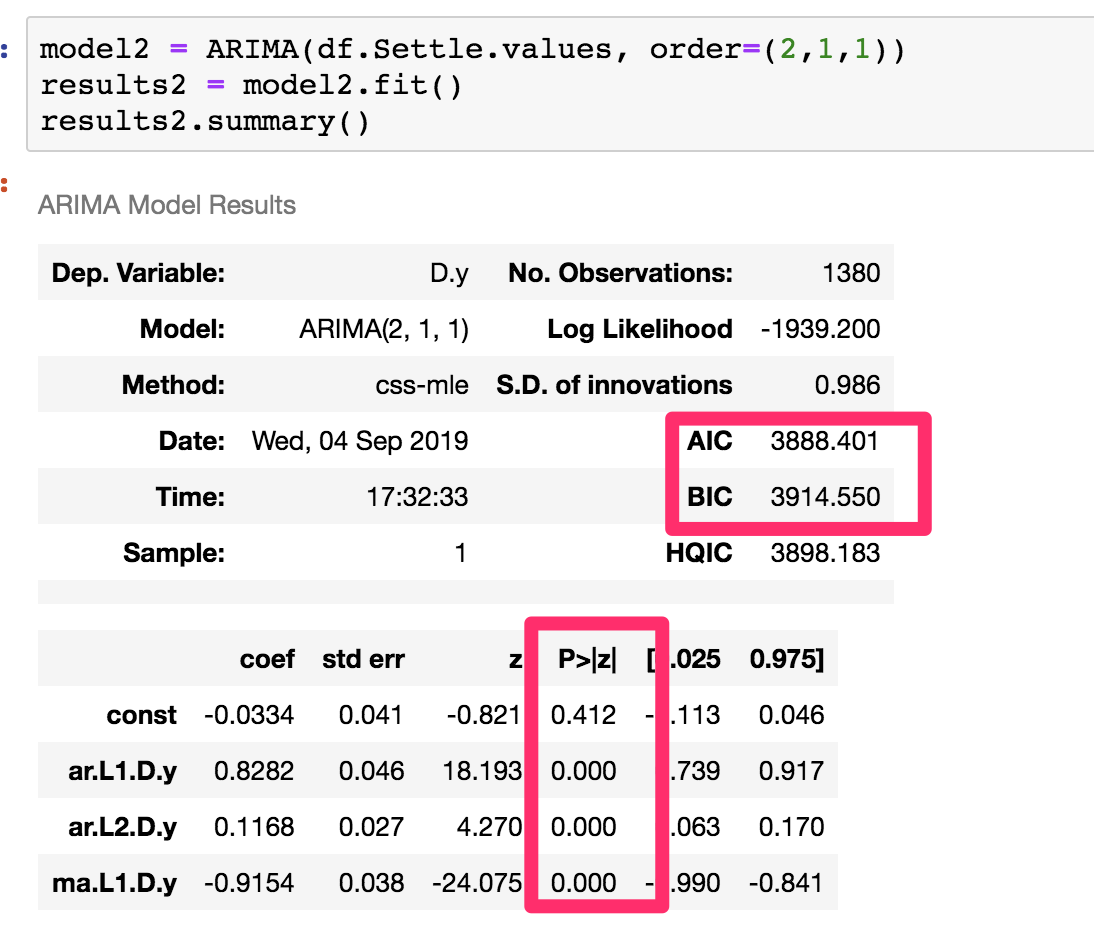 model2 = ARIMA(df.Settle.values, order=(2,1,1))
results2 = model2.fit()
results2.summary()
ARIMA Model Results
Dep. Variable: D.y No. Observations: 1380
Model: ARIMA(2, 1, 1) Log Likelihood -1939.200
Method: css-mle S.D. of innovations 0.986
Date: Wed, 04 Sep 2019 AIC 3888.401
Time: 17:32:33 BIC 3914.550
Sample: 1 HQIC 3898.183
coef std err z P>|z| [ .025 0.975]
const -0.0334 0.041 -0.821 0.412 - .113 0.046
ar.L1.D.y 0.8282 0.046 18.193 0.000 .739 0.917
ar.L2.D.y 0.1168 0.027 4.270 0.000 .063 0.170
ma.L1.D.y -0.9154 0.038 -24.075 0.000 - .990 -0.841